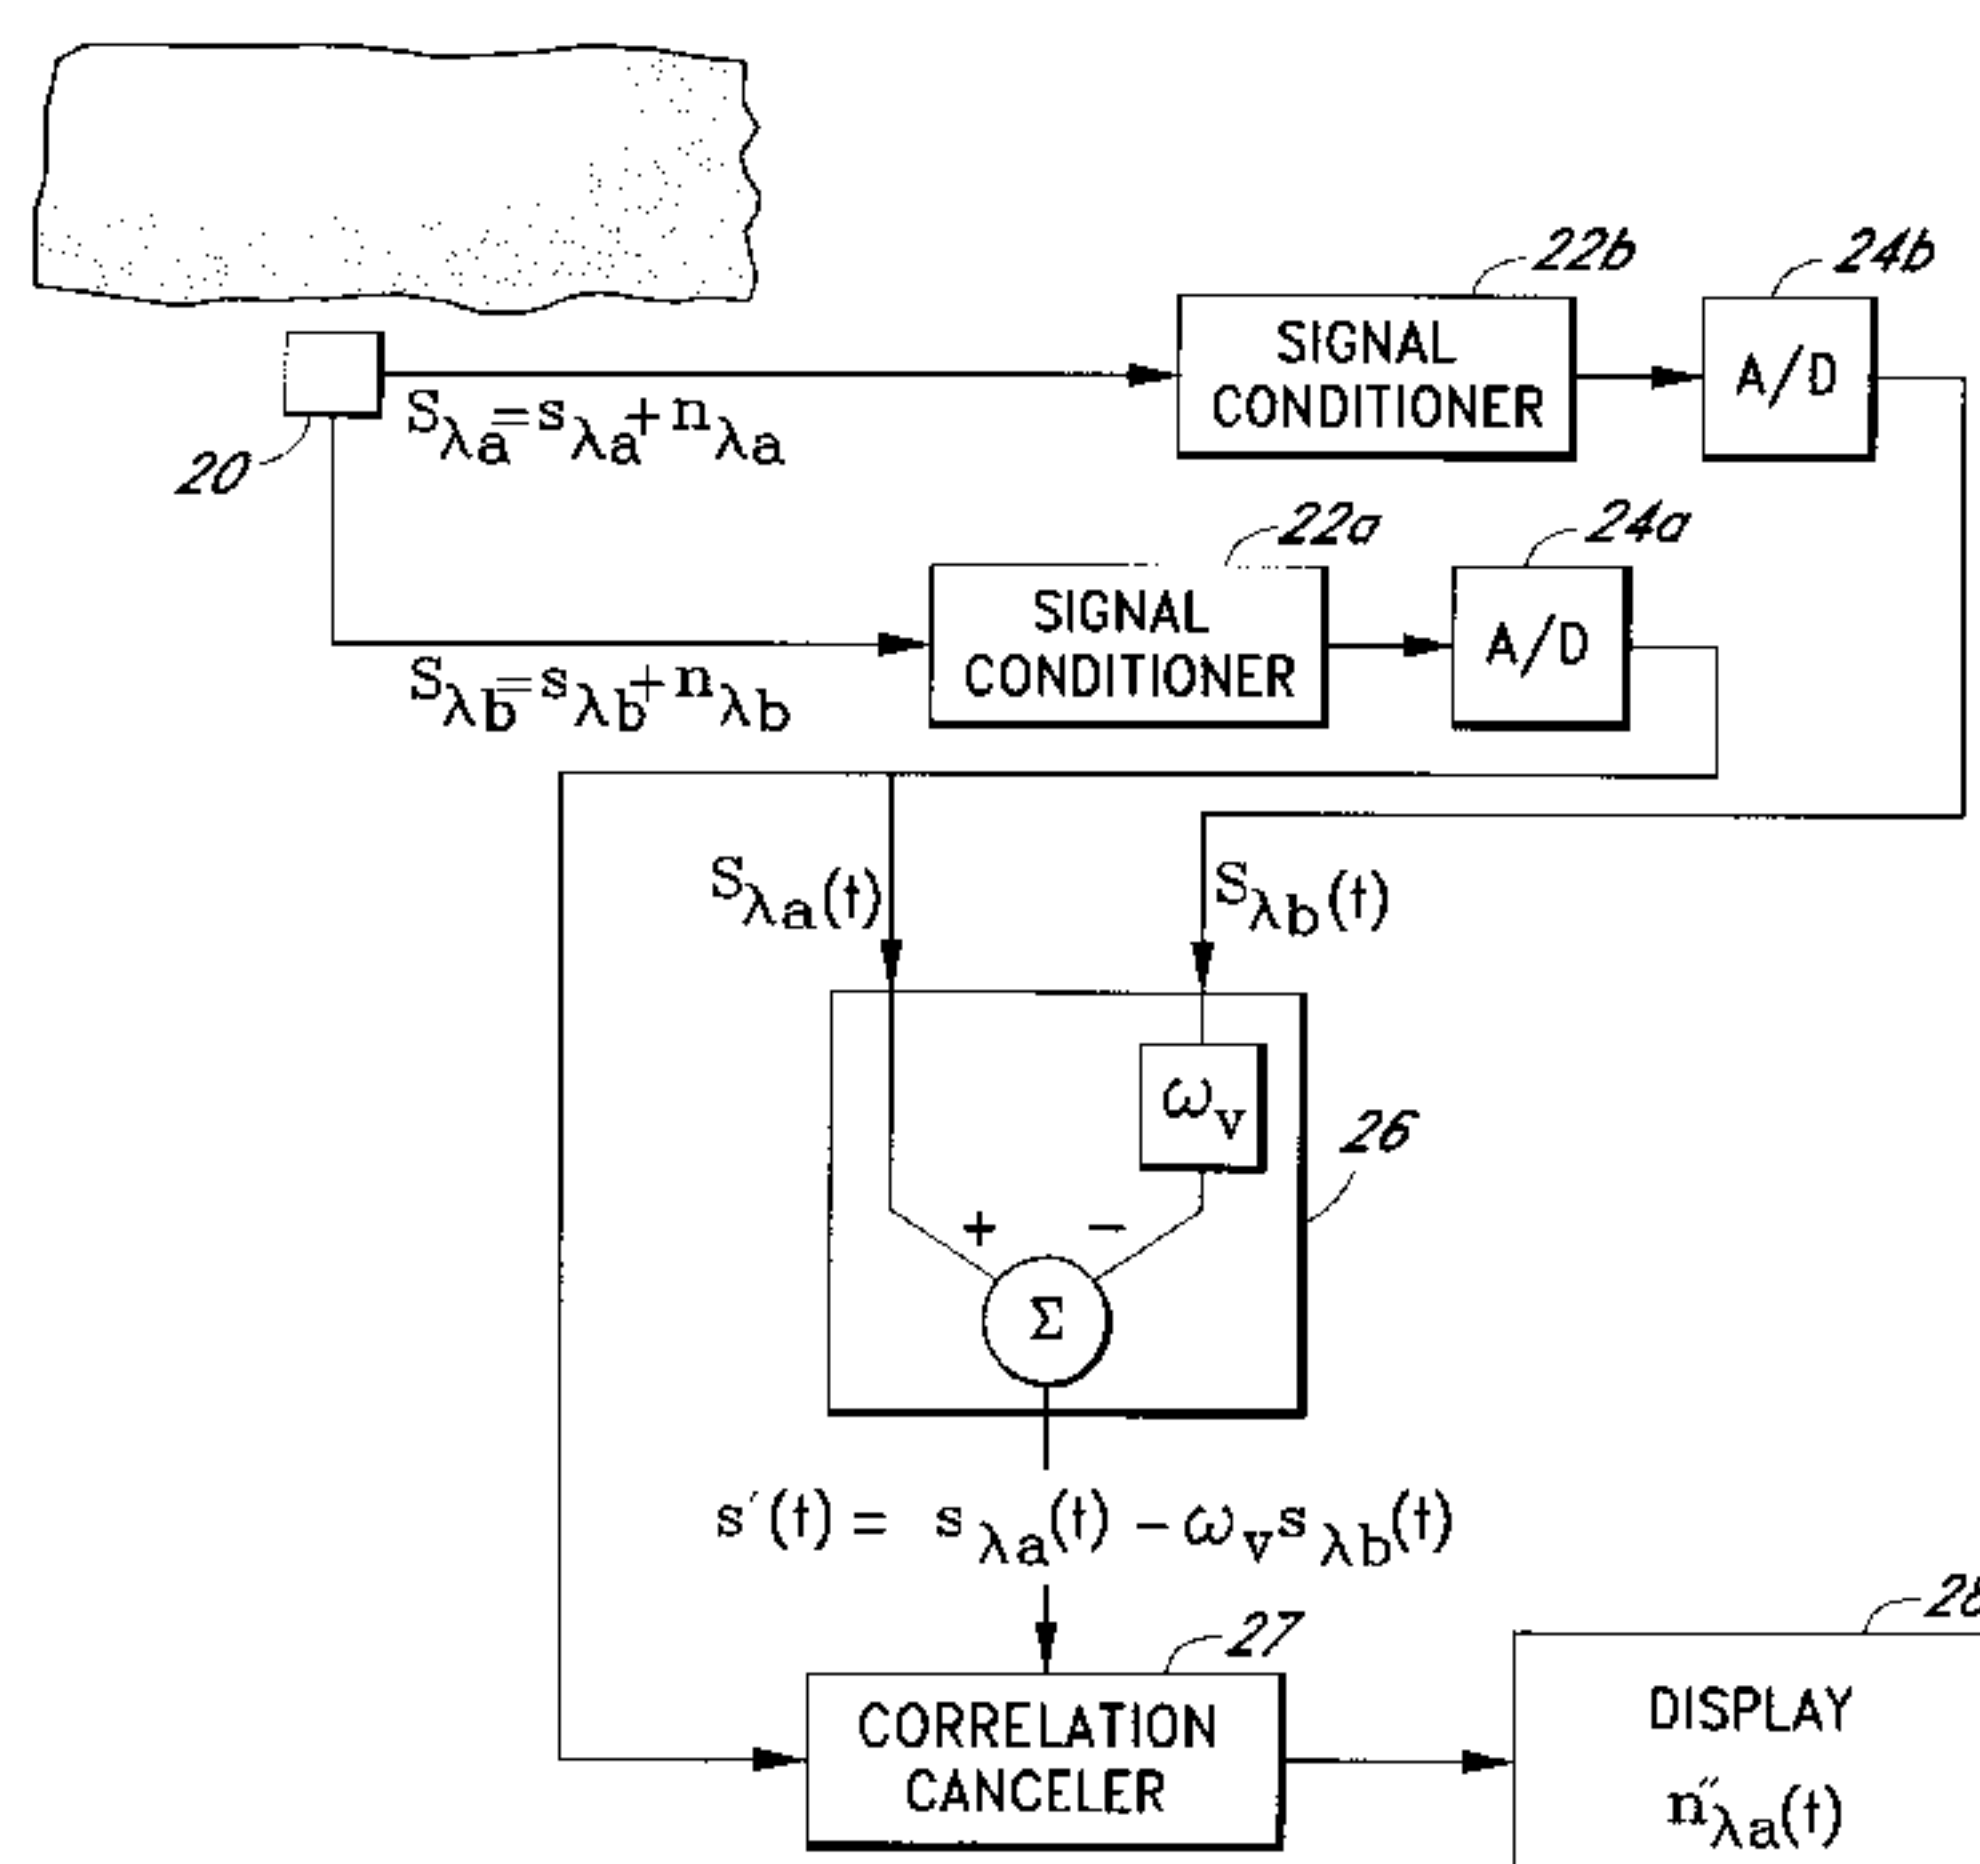 22b
24b
SIGNAL
CONDITIONER
A/D
Sλa=sλa+nλa
20
22a
24a
SIGNAL
CONDITIONER
A/D
Sλb=sλb+nλb
Sλa(t)
Sλb(t)
ωv
26
+ −
Σ
s′(t) = sλa(t) − ωvsλb(t)
27
28
CORRELATION
CANCELER
DISPLAY
n″λa(t)